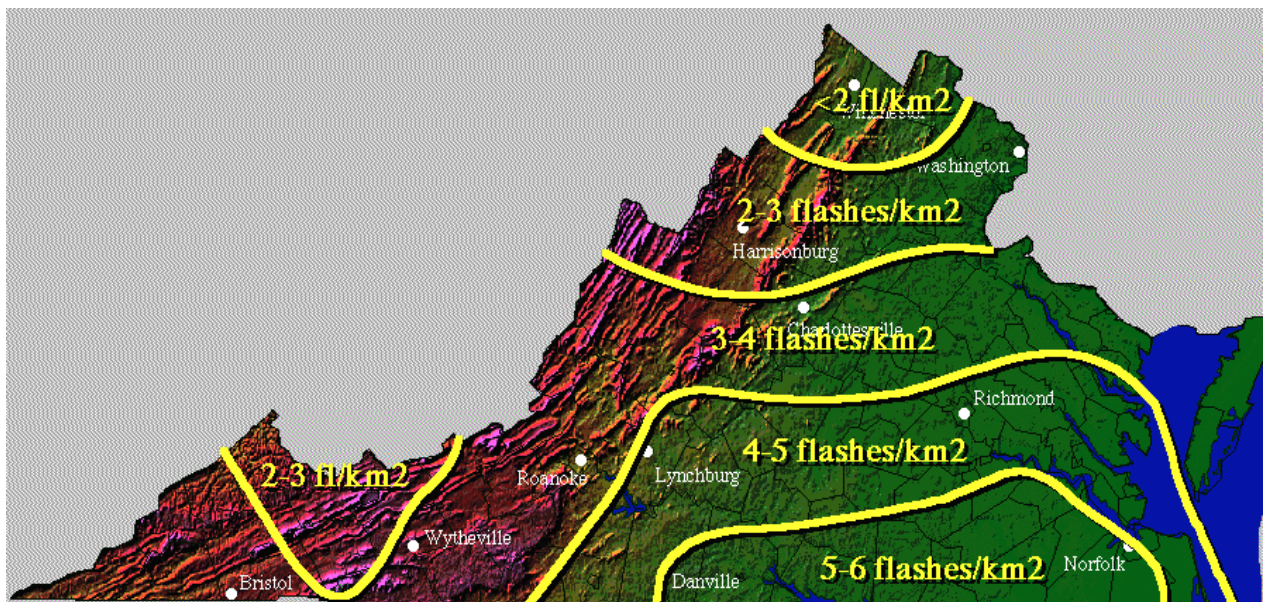 <2 fl/km2
Winchester
Washington
2-3 flashes/km2
Harrisonburg
Charlottesville
3-4 flashes/km2
Richmond
4-5 flashes/km2
2-3 fl/km2
Roanoke
Lynchburg
Wytheville
Norfolk
5-6 flashes/km2
Danville
Bristol